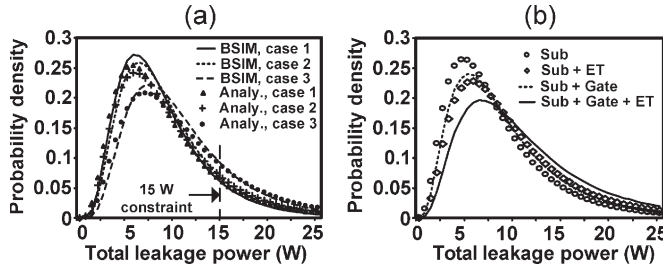 (a)
Probability density
0.3
0.25
0.2
0.15
0.1
0.05
0
BSIM, case 1
BSIM, case 2
BSIM, case 3
Analy., case 1
Analy., case 2
Analy., case 3
15 W
constraint
0 5 10 15 20 25
Total leakage power (W)
(b)
Probability density
0.3
0.25
0.2
0.15
0.1
0.05
0
Sub
Sub + ET
Sub + Gate
Sub + Gate + ET
0 5 10 15 20 25
Total leakage power (W)